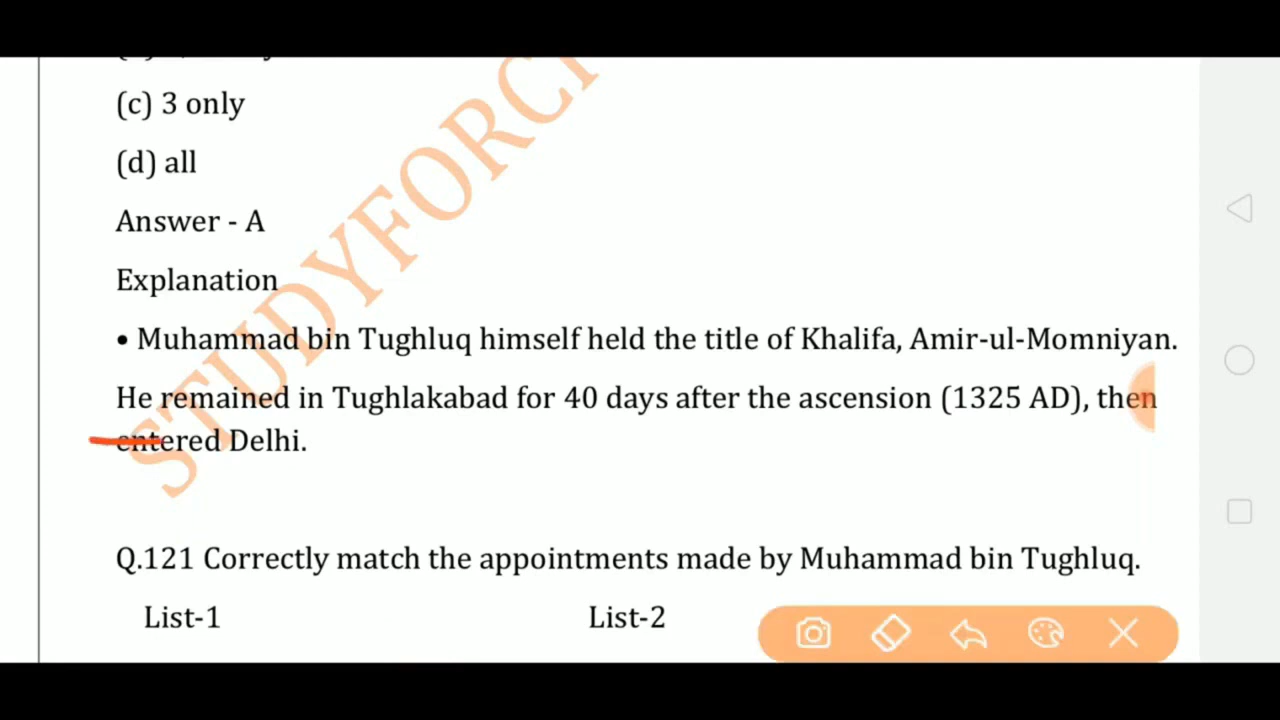 (c) 3 only
(d) all
Answer - A
Explanation
• Muhammad bin Tughluq himself held the title of Khalifa, Amir-ul-Momniyan.
He remained in Tughlakabad for 40 days after the ascension (1325 AD), then
entered Delhi.
Q.121 Correctly match the appointments made by Muhammad bin Tughluq.
List-1 List-2